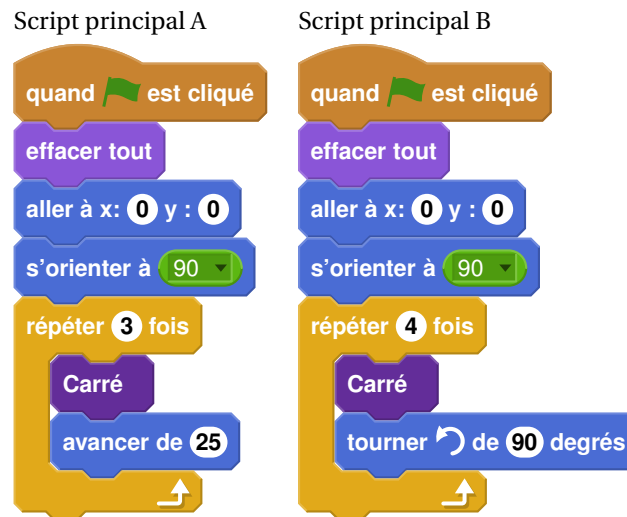 Script principal A
quand est cliqué
effacer tout
aller à x: 0 y : 0
s'orienter à 90
répéter 3 fois
Carré
avancer de 25
Script principal B
quand est cliqué
effacer tout
aller à x: 0 y : 0
s'orienter à 90
répéter 4 fois
Carré
tourner de 90 degrés